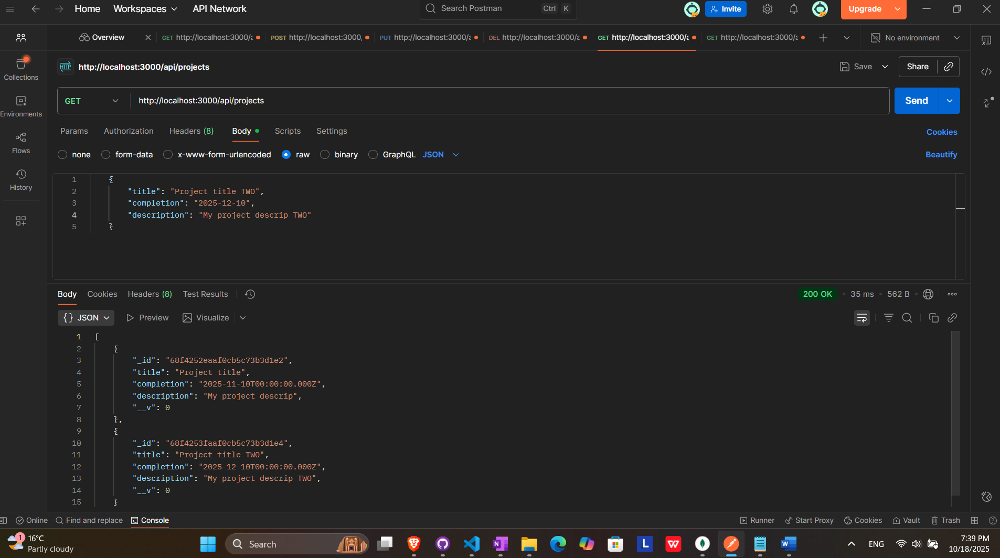 Home Workspaces API Network Search Postman Ctrl K Invite Upgrade
Overview GET http://localhost:3000/a POST http://localhost:3000, PUT http://localhost:3000/a DEL http://localhost:3000/a GET http://localhost:3000/a GET http://localhost:3000/a No environment
HTTP http://localhost:3000/api/projects Save Share
Collections
GET http://localhost:3000/api/projects Send
Environments
Params Authorization Headers (8) Body Scripts Settings Cookies
Flows
none form-data x-www-form-urlencoded raw binary GraphQL JSON Beautify
History
1 {
2 "title": "Project title TWO",
3 "completion": "2025-12-10",
4 "description": "My project descrip TWO"
5 }
Body Cookies Headers (8) Test Results 200 OK 35 ms 562 B
{} JSON Preview Visualize
1 [
2 {
3 "_id": "68f4252eaaf0cb5c73b3d1e2",
4 "title": "Project title",
5 "completion": "2025-11-10T00:00:00.000Z",
6 "description": "My project descrip",
7 "__v": 0
8 },
9 {
10 "_id": "68f4253faaf0cb5c73b3d1e4",
11 "title": "Project title TWO",
12 "completion": "2025-12-10T00:00:00.000Z",
13 "description": "My project descrip TWO",
14 "__v": 0
15 }
Online Find and replace Console Runner Start Proxy Cookies Vault Trash
1 16°C
Partly cloudy
Search
N L W W
ENG
7:39 PM
10/18/2025